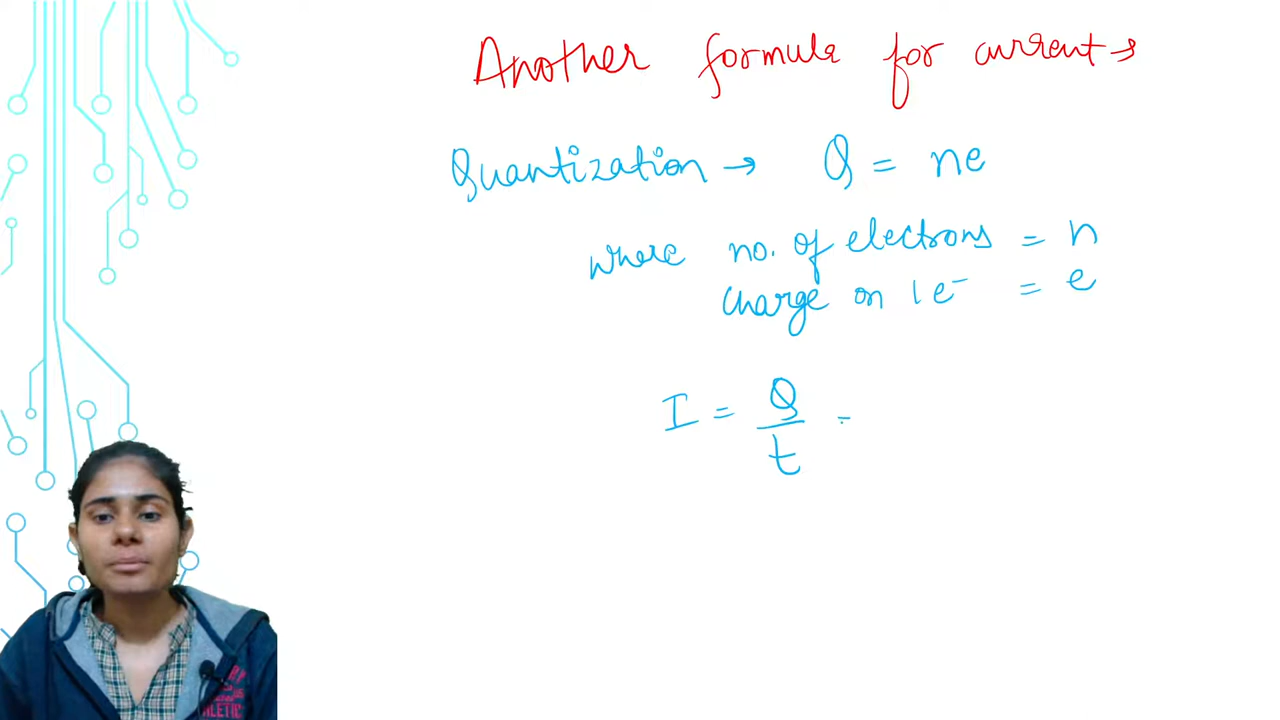 Another formula for current →
Quantization → Q = ne
where no. of electrons = n
charge on 1 e⁻ = e
I = Q/t =